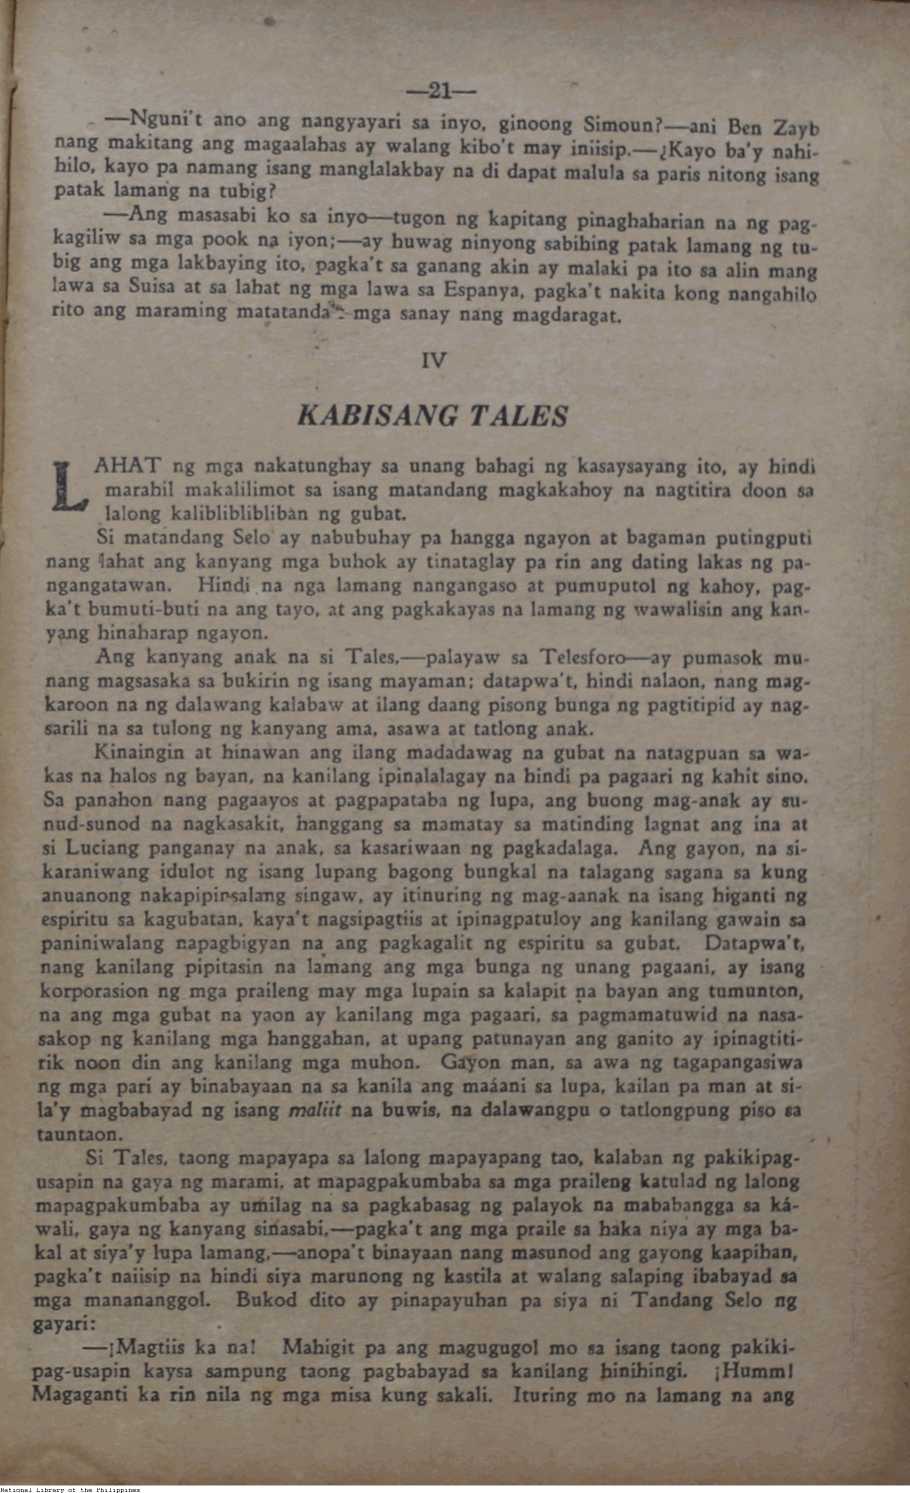 —21—
—Nguni't ano ang nangyayari sa inyo, ginoong Simoun?—ani Ben Zayb
nang makitang ang magaalahas ay walang kibo't may iniisip.—¿Kayo ba'y nahi-
hilo, kayo pa namang isang manglalakbay na di dapat malula sa paris nitong isang
patak lamang na tubig?
—Ang masasabi ko sa inyo—tugon ng kapitang pinaghaharian na ng pag-
kagiliw sa mga pook na iyon;—ay huwag ninyong sabihing patak lamang ng tu-
big ang mga lakbaying ito, pagka't sa ganang akin ay malaki pa ito sa alin mang
lawa sa Suisa at sa lahat ng mga lawa sa Espanya, pagka't nakita kong nangahilo
rito ang maraming matatanda mga sanay nang magdaragat.
IV
KABISANG TALES
LAHAT ng mga nakatunghay sa unang bahagi ng kasaysayang ito, ay hindi
marahil makalilimot sa isang matandang magkakahoy na nagtitira doon sa
lalong kaliblibliblibán ng gubat.
Si matandang Selo ay nabubuhay pa hangga ngayon at bagaman putingputi
nang lahat ang kanyang mga buhok ay tinataglay pa rin ang dating lakas ng pa-
ngangatawan. Hindi na nga lamang nangangaso at pumuputol ng kahoy, pag-
ka't bumuti-buti na ang tayo, at ang pagkakayas na lamang ng wawalisin ang kan-
yang hinaharap ngayon.
Ang kanyang anak na si Tales,—palayaw sa Telesforo—ay pumasok mu-
nang magsasaka sa bukirin ng isang mayaman; datapwa't, hindi nalaon, nang mag-
karoon na ng dalawang kalabaw at ilang daang pisong bunga ng pagtitipid ay nag-
sarili na sa tulong ng kanyang ama, asawa at tatlong anak.
Kinaingin at hinawan ang ilang madadawag na gubat na natagpuan sa wa-
kas na halos ng bayan, na kanilang ipinalalagay na hindi pa pagaari ng kahit sino.
Sa panahon nang pagaayos at pagpapataba ng lupa, ang buong mag-anak ay su-
nud-sunod na nagkasakit, hanggang sa mamatay sa matinding lagnat ang ina at
si Luciang panganay na anak, sa kasariwaan ng pagkadalaga. Ang gayon, na si-
karaniwang idulot ng isang lupang bagong bungkal na talagang sagana sa kung
anuanong nakapipinsalang singaw, ay itinuring ng mag-aanak na isang higanti ng
espiritu sa kagubatan, kaya't nagsipagtiis at ipinagpatuloy ang kanilang gawain sa
paniniwalang napagbigyan na ang pagkagalit ng espiritu sa gubat. Datapwa't,
nang kanilang pipitasin na lamang ang mga bunga ng unang pagaani, ay isang
korporasion ng mga praileng may mga lupain sa kalapit na bayan ang tumunton,
na ang mga gubat na yaon ay kanilang mga pagaari, sa pagmamatuwid na nasa-
sakop ng kanilang mga hanggahan, at upang patunayan ang ganito ay ipinagtiti-
rik noon din ang kanilang mga muhon. Gayon man, sa awa ng tagapangasiwa
ng mga pari ay binabayaan na sa kanila ang maáani sa lupa, kailan pa man at si-
la'y magbabayad ng isang maliit na buwis, na dalawangpu o tatlongpung piso sa
tauntaon.
Si Tales, taong mapayapa sa lalong mapayapang tao, kalaban ng pakikipag-
usapin na gaya ng marami, at mapagpakumbaba sa mga praileng katulad ng lalong
mapagpakumbaba ay umilag na sa pagkabasag ng palayok na mababangga sa ká-
wali, gaya ng kanyang sinasabi,—pagka't ang mga praile sa haka niya ay mga ba-
kal at siya'y lupa lamang,—anopa't binayaan nang masunod ang gayong kaapihan,
pagka't naiisip na hindi siya marunong ng kastila at walang salaping ibabayad sa
mga manananggol. Bukod dito ay pinapayuhan pa siya ni Tandang Selo ng
gayari:
—¡Magtiis ka na! Mahigit pa ang magugugol mo sa isang taong pakiki-
pag-usapin kaysa sampung taong pagbabayad sa kanilang hinihingi. ¡Humm!
Magaganti ka rin nila ng mga misa kung sakali. Ituring mo na lamang na ang
National Library of the Philippines